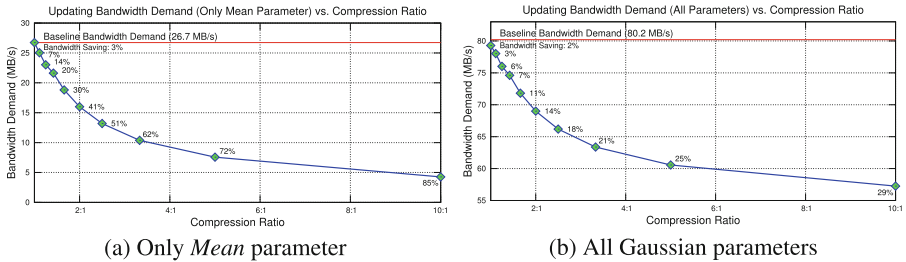 Updating Bandwidth Demand (Only Mean Parameter) vs. Compression Ratio
Bandwidth Demand (MB/s)
30
25
20
15
10
5
0
Baseline Bandwidth Demand (26.7 MB/s)
Bandwidth Saving: 3%
7%
14%
20%
30%
41%
51%
62%
72%
85%
2:1 4:1 6:1 8:1 10:1
Compression Ratio
(a) Only Mean parameter
Updating Bandwidth Demand (All Parameters) vs. Compression Ratio
Bandwidth Demand (MB/s)
80
75
70
65
60
55
Baseline Bandwidth Demand (80.2 MB/s)
Bandwidth Saving: 2%
3%
6%
7%
11%
14%
18%
21%
25%
29%
2:1 4:1 6:1 8:1 10:1
Compression Ratio
(b) All Gaussian parameters